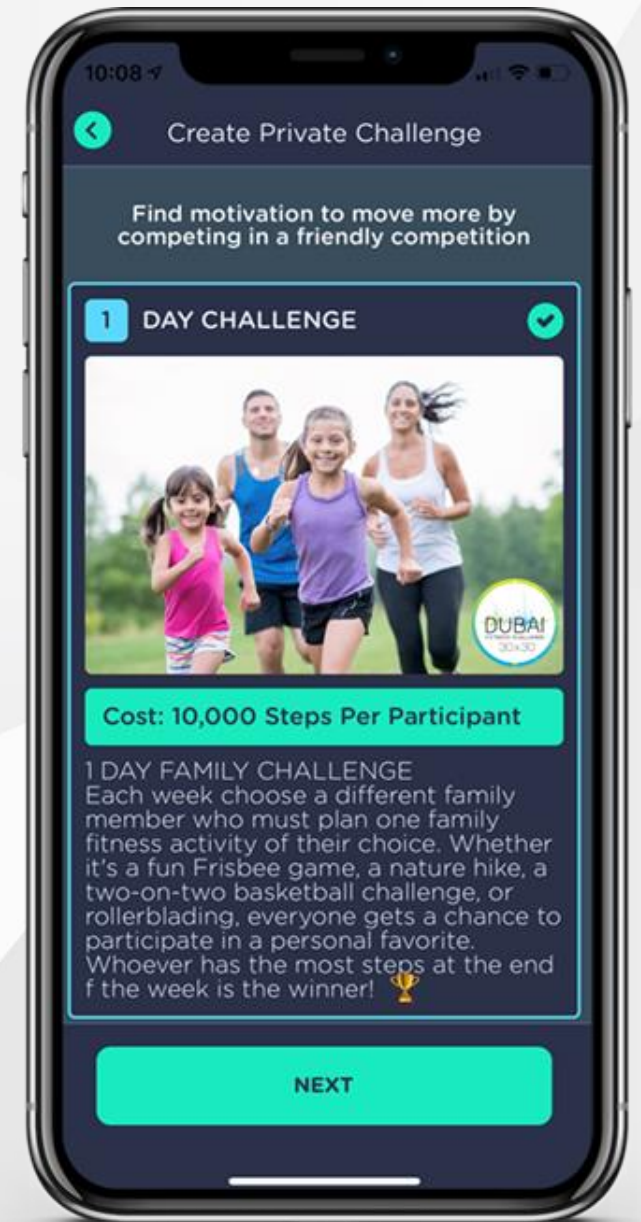 10:08
Create Private Challenge
Find motivation to move more by
competing in a friendly competition
1 DAY CHALLENGE
DUBAI
FITNESS CHALLENGE
30x30
Cost: 10,000 Steps Per Participant
1 DAY FAMILY CHALLENGE
Each week choose a different family
member who must plan one family
fitness activity of their choice. Whether
it's a fun Frisbee game, a nature hike, a
two-on-two basketball challenge, or
rollerblading, everyone gets a chance to
participate in a personal favorite.
Whoever has the most steps at the end
f the week is the winner! 🏆
NEXT